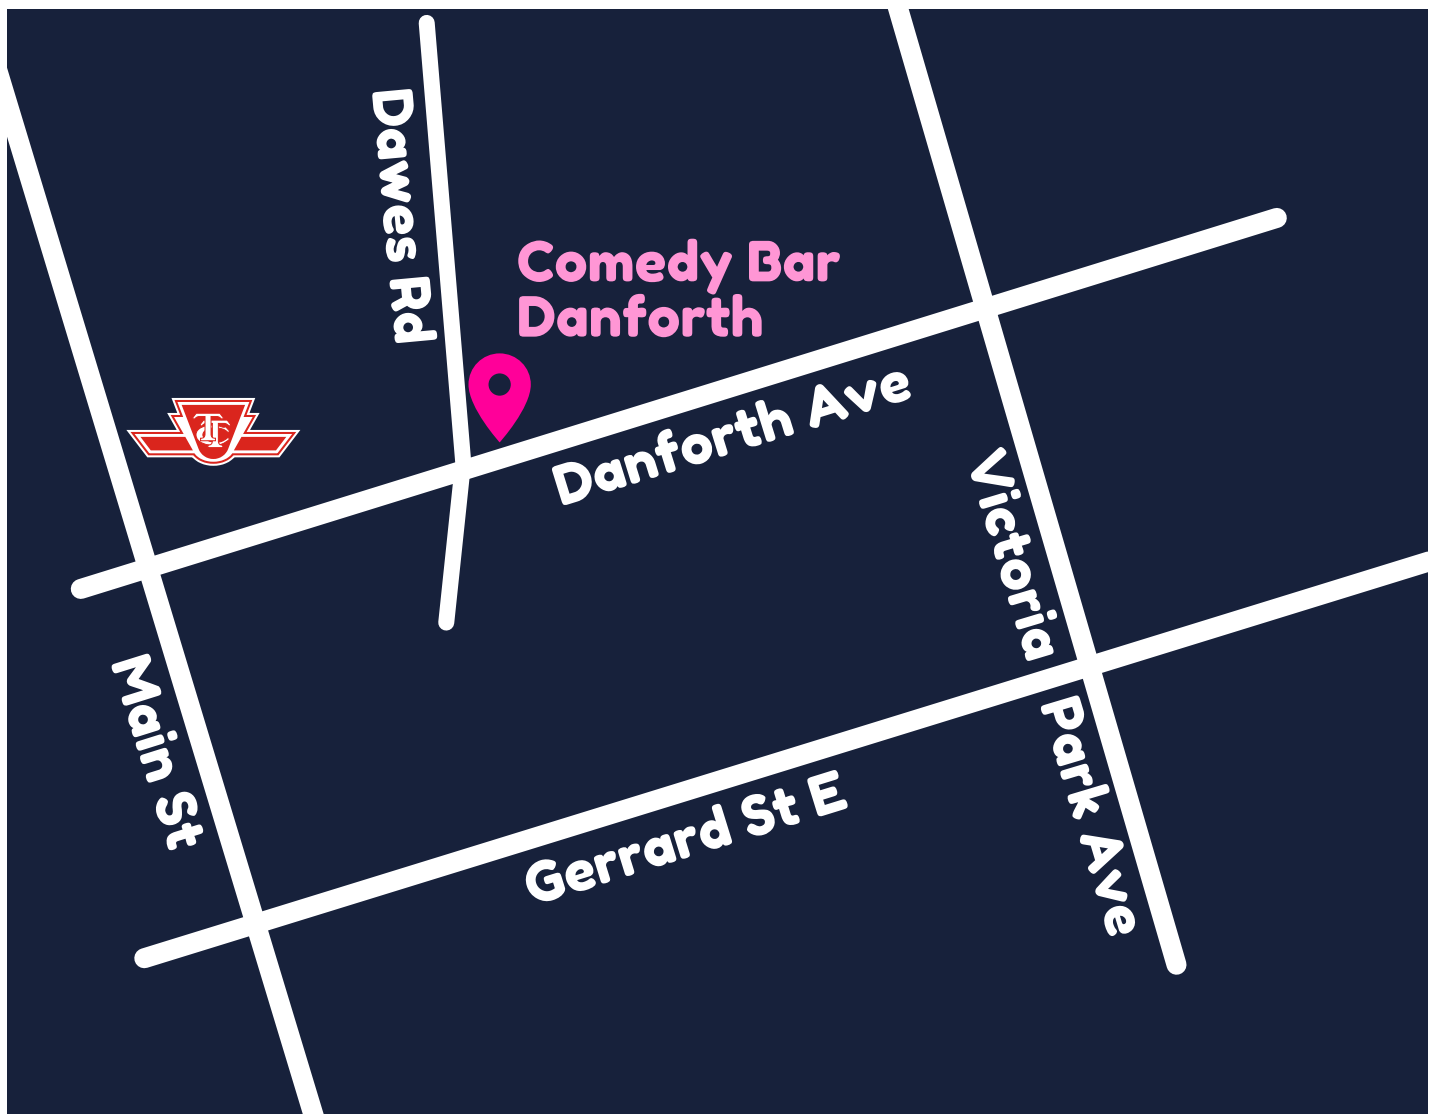 Dawes Rd
Comedy Bar
Danforth
TTC
Danforth Ave
Victoria Park Ave
Main St
Gerrard St E